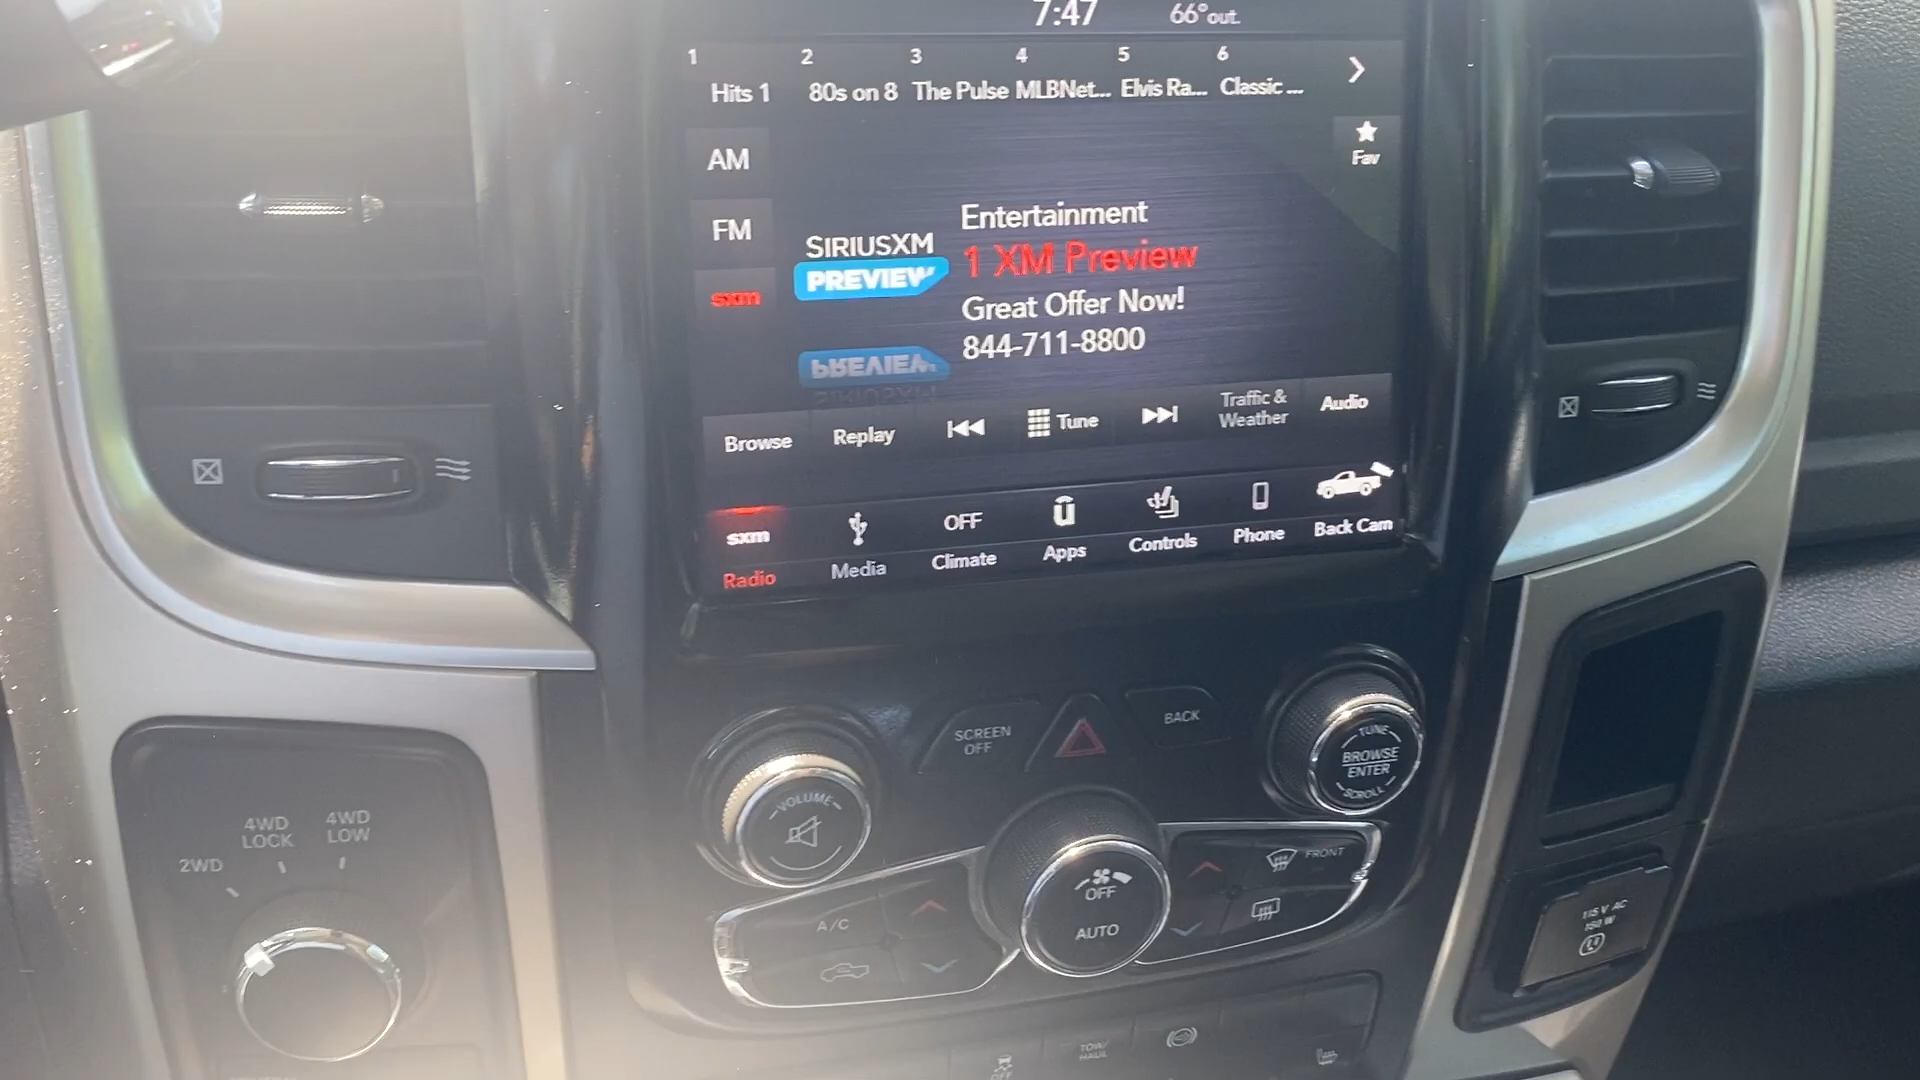 7:47 66°out.
1 2 3 4 5 6
Hits 1 80s on 8 The Pulse MLBNet... Elvis Ra... Classic ...
AM
Fav
FM
sxm
SIRIUSXM
PREVIEW
Entertainment
1 XM Preview
Great Offer Now!
844-711-8800
PREVIEW
SIRIUSXM
Browse Replay Tune Traffic & Weather Audio
sxm OFF
Radio Media Climate Apps Controls Phone Back Cam
SCREEN OFF
BACK
VOLUME
TUNE
BROWSE
ENTER
SCROLL
2WD
4WD LOCK
4WD LOW
A/C
OFF
AUTO
FRONT
115V AC
150 W
TOW/
HAUL
OFF